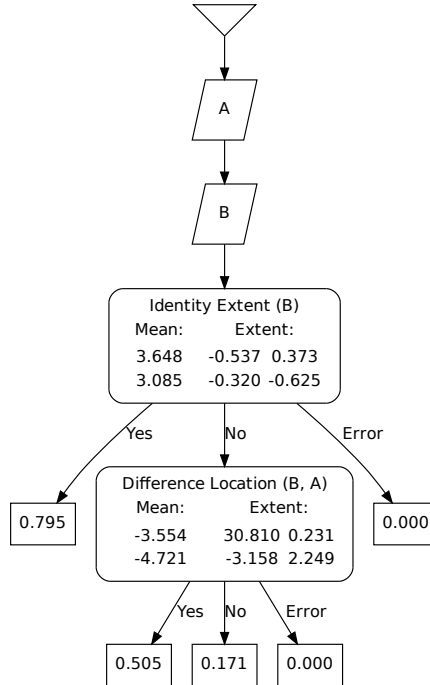 A
B
Identity Extent (B)
Mean: Extent:
3.648 -0.537 0.373
3.085 -0.320 -0.625
Yes No Error
0.795
Difference Location (B, A)
Mean: Extent:
-3.554 30.810 0.231
-4.721 -3.158 2.249
0.000
Yes No Error
0.505 0.171 0.000